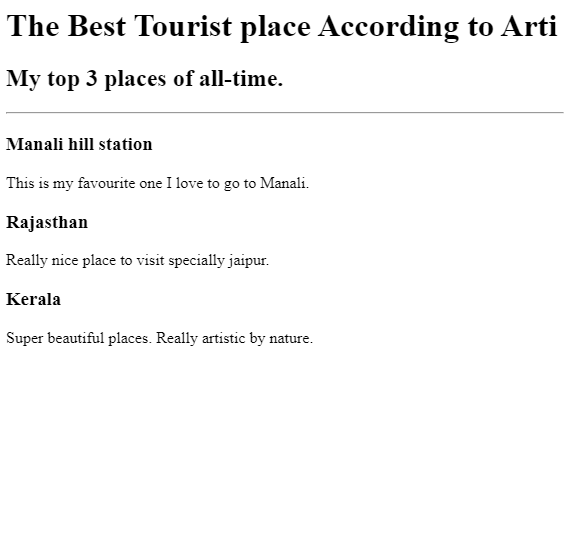 The Best Tourist place According to Arti
My top 3 places of all-time.
Manali hill station
This is my favourite one I love to go to Manali.
Rajasthan
Really nice place to visit specially jaipur.
Kerala
Super beautiful places. Really artistic by nature.